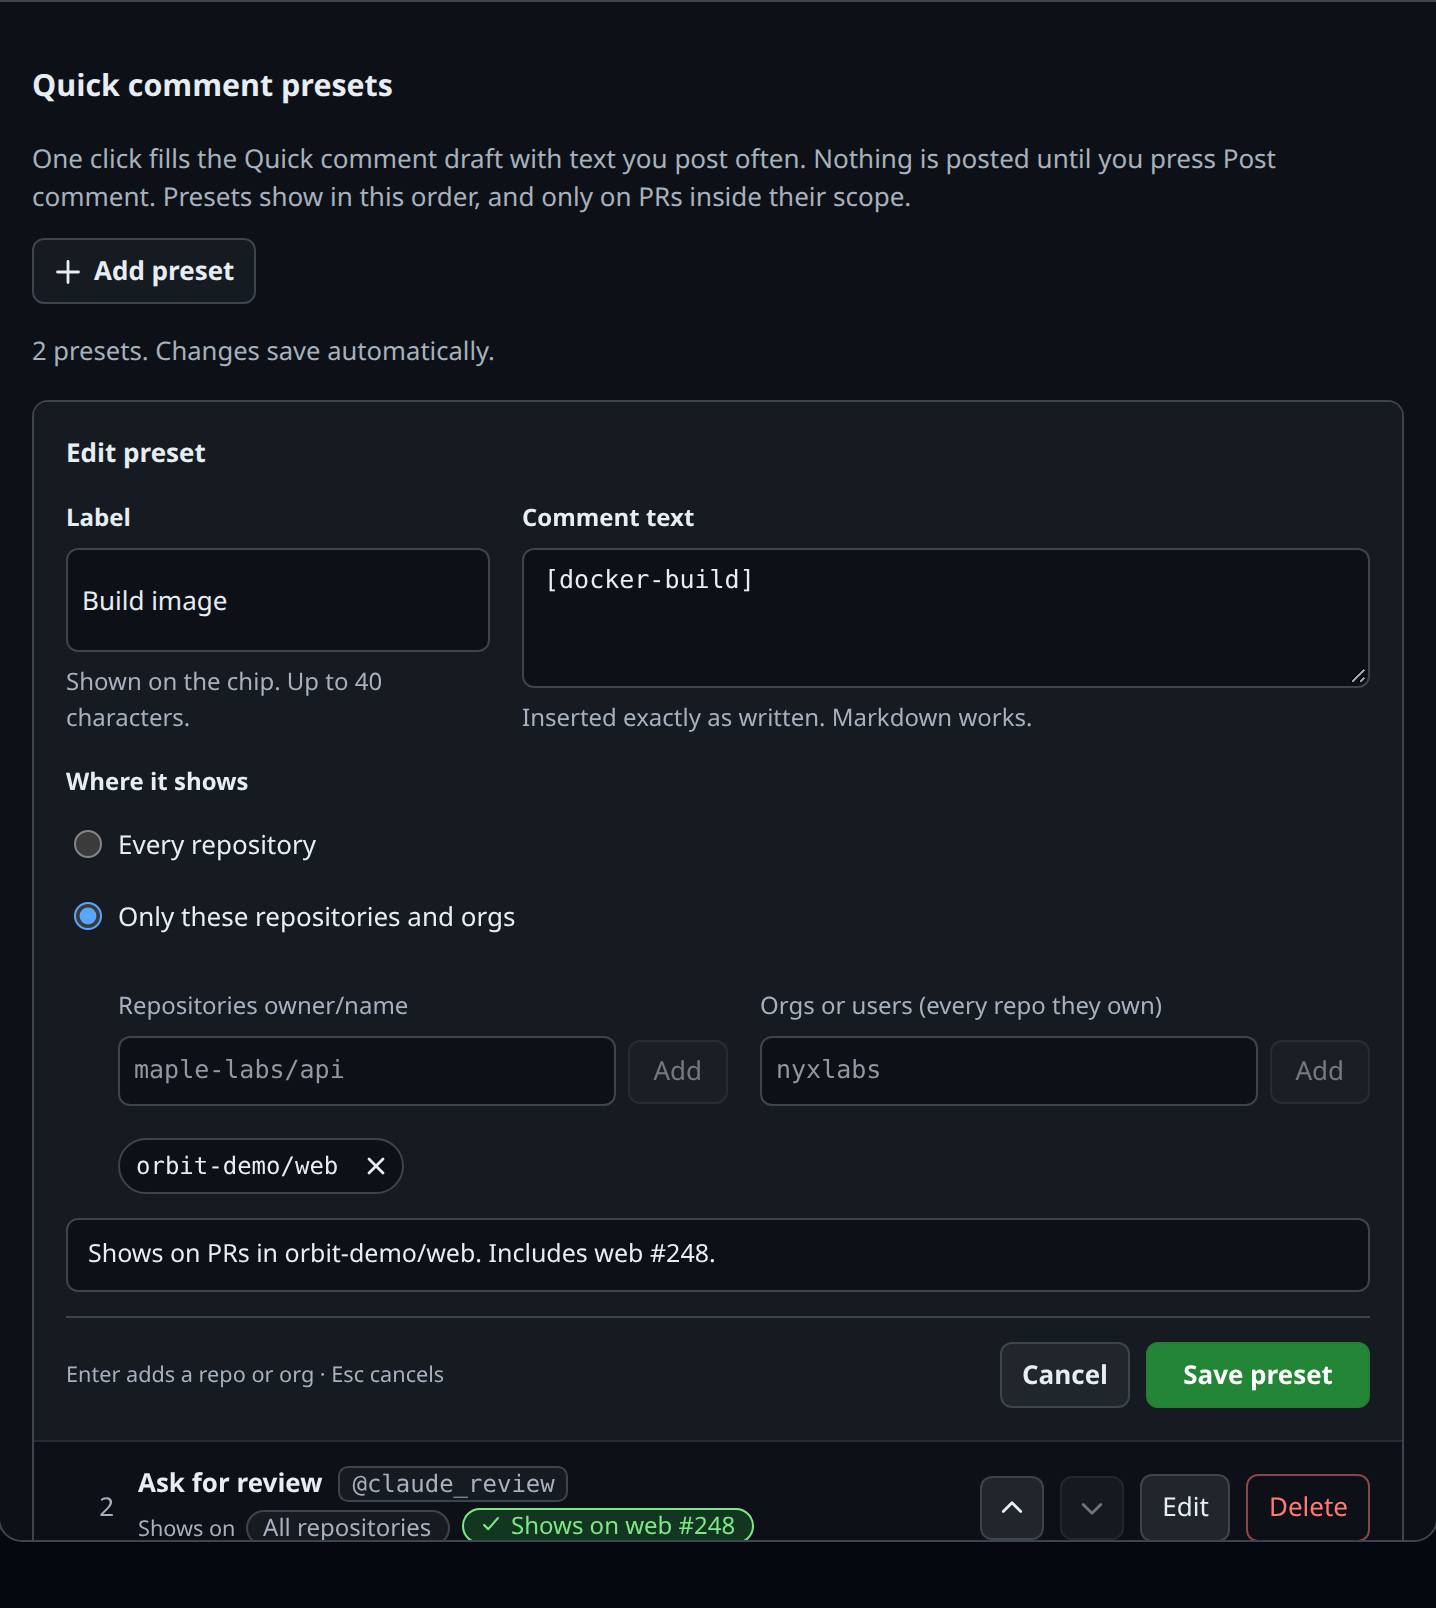 Quick comment presets
One click fills the Quick comment draft with text you post often. Nothing is posted until you press Post
comment. Presets show in this order, and only on PRs inside their scope.
Add preset
2 presets. Changes save automatically.
Edit preset
Label
Comment text
Build image
[docker-build]
Shown on the chip. Up to 40
characters.
Inserted exactly as written. Markdown works.
Where it shows
Every repository
Only these repositories and orgs
Repositories owner/name
Orgs or users (every repo they own)
maple-labs/api
Add
nyxlabs
Add
orbit-demo/web
Shows on PRs in orbit-demo/web. Includes web #248.
Enter adds a repo or org · Esc cancels
Cancel
Save preset
2
Ask for review @claude_review
Shows on All repositories Shows on web #248
Edit
Delete